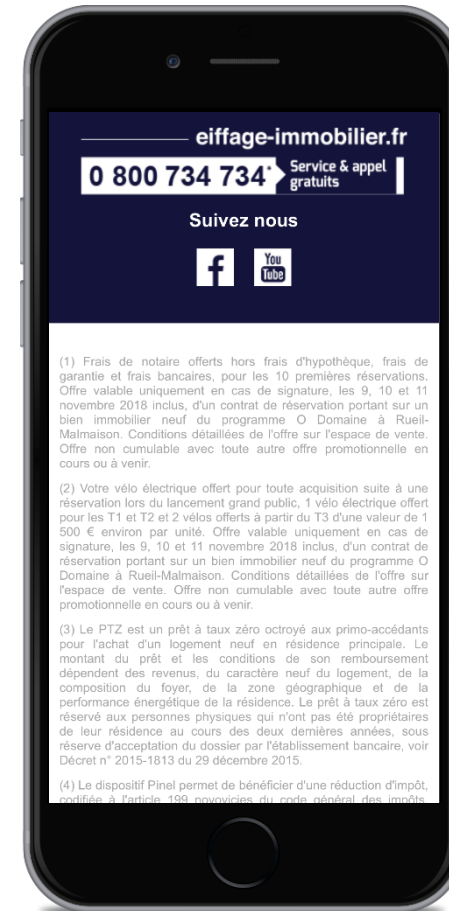 eiffage-immobilier.fr
0 800 734 734* Service & appel
gratuits
Suivez nous
f You
Tube
(1) Frais de notaire offerts hors frais d'hypothèque, frais de
garantie et frais bancaires, pour les 10 premières réservations.
Offre valable uniquement en cas de signature, les 9, 10 et 11
novembre 2018 inclus, d'un contrat de réservation portant sur un
bien immobilier neuf du programme O Domaine à Rueil-
Malmaison. Conditions détaillées de l'offre sur l'espace de vente.
Offre non cumulable avec toute autre offre promotionnelle en
cours ou à venir.
(2) Votre vélo électrique offert pour toute acquisition suite à une
réservation lors du lancement grand public, 1 vélo électrique offert
pour les T1 et T2 et 2 vélos offerts à partir du T3 d'une valeur de 1
500 € environ par unité. Offre valable uniquement en cas de
signature, les 9, 10 et 11 novembre 2018 inclus, d'un contrat de
réservation portant sur un bien immobilier neuf du programme O
Domaine à Rueil-Malmaison. Conditions détaillées de l'offre sur
l'espace de vente. Offre non cumulable avec toute autre offre
promotionnelle en cours ou à venir.
(3) Le PTZ est un prêt à taux zéro octroyé aux primo-accédants
pour l'achat d'un logement neuf en résidence principale. Le
montant du prêt et les conditions de son remboursement
dépendent des revenus, du caractère neuf du logement, de la
composition du foyer, de la zone géographique et de la
performance énergétique de la résidence. Le prêt à taux zéro est
réservé aux personnes physiques qui n'ont pas été propriétaires
de leur résidence au cours des deux dernières années, sous
réserve d'acceptation du dossier par l'établissement bancaire, voir
Décret n° 2015-1813 du 29 décembre 2015.
(4) Le dispositif Pinel permet de bénéficier d'une réduction d'impôt,
codifiée à l'article 199 novovicies du code général des impôts,